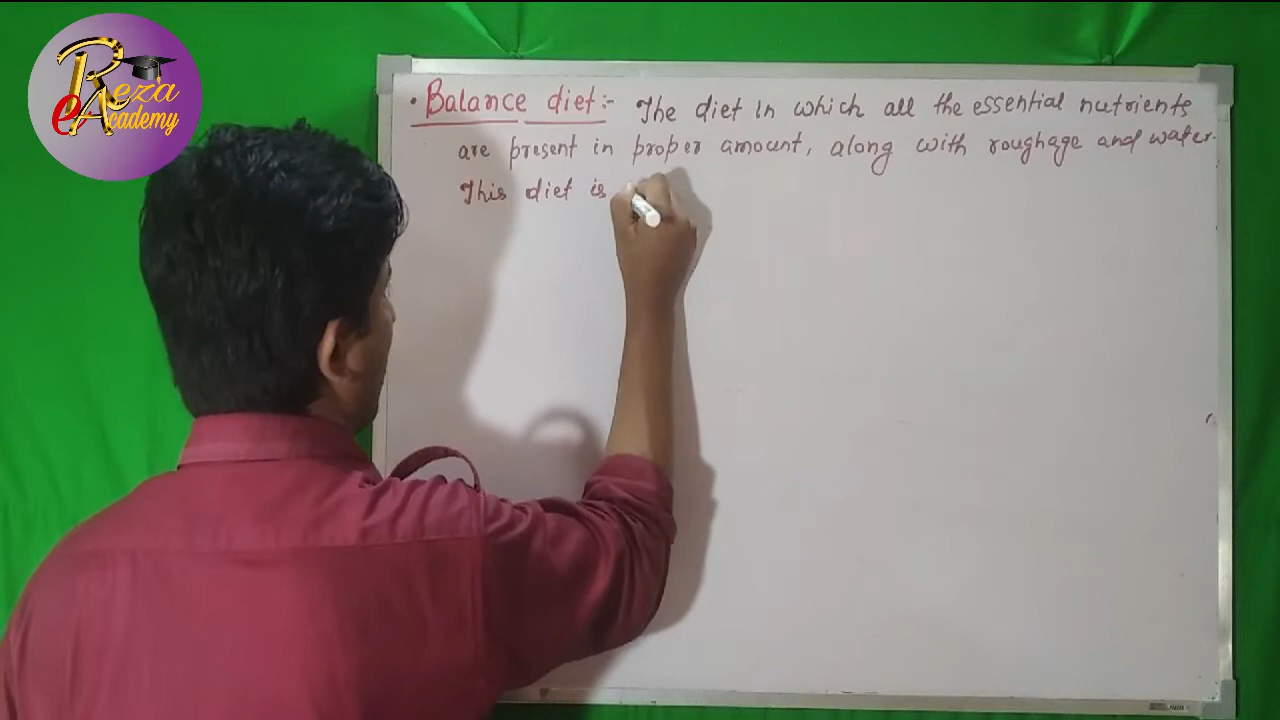 Reza
eAcademy
• Balance diet:- The diet in which all the essential nutrients
are present in proper amount, along with roughage and water.
This diet is